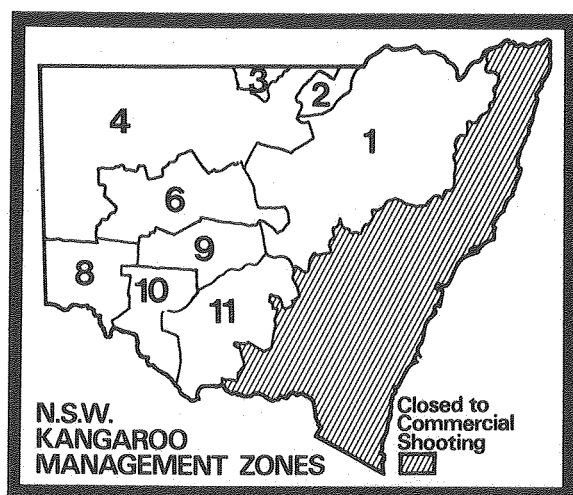 3
2
4
1
6
9
8
10
11
N.S.W.
KANGAROO
MANAGEMENT ZONES
Closed to
Commercial
Shooting